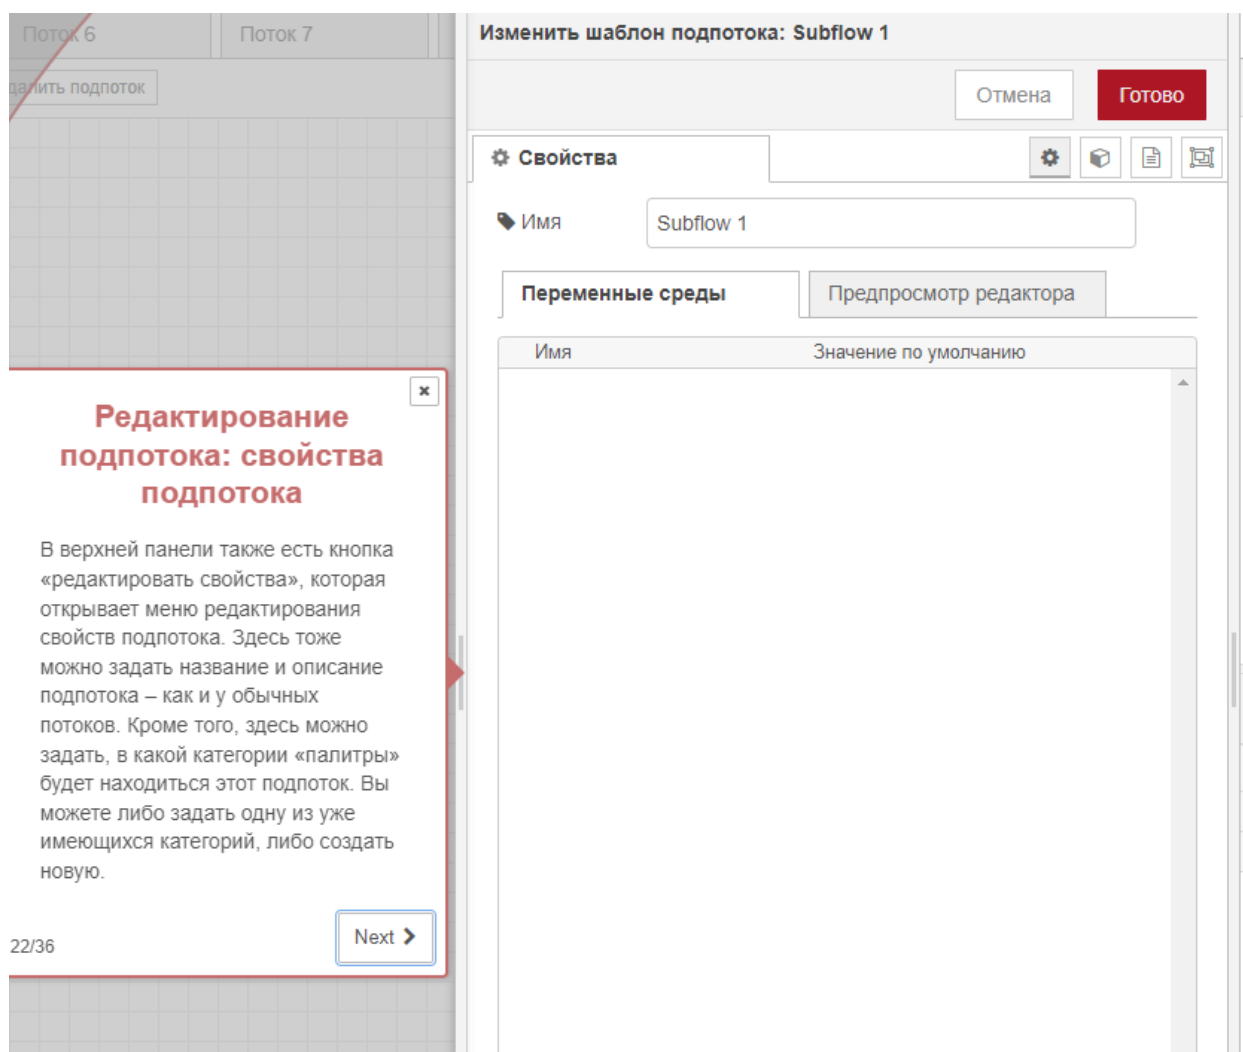 Поток 6
Поток 7
далить подпоток
Редактирование
подпотока: свойства
подпотока
В верхней панели также есть кнопка
«редактировать свойства», которая
открывает меню редактирования
свойств подпотока. Здесь тоже
можно задать название и описание
подпотока – как и у обычных
потоков. Кроме того, здесь можно
задать, в какой категории «палитры»
будет находиться этот подпоток. Вы
можете либо задать одну из уже
имеющихся категорий, либо создать
новую.
22/36
Next
Изменить шаблон подпотока: Subflow 1
Отмена
Готово
Свойства
Имя
Subflow 1
Переменные среды
Предпросмотр редактора
Имя
Значение по умолчанию